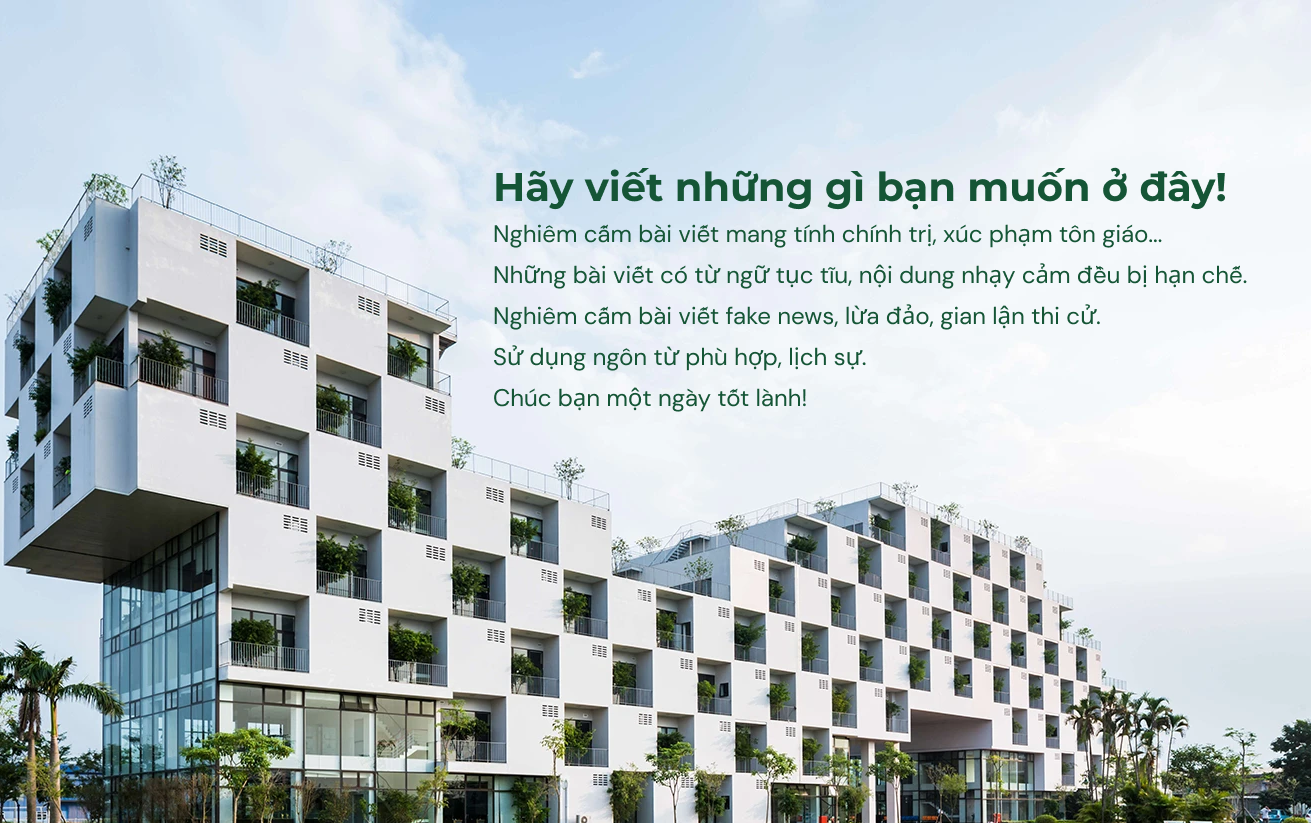 Hãy viết những gì bạn muốn ở đây!
Nghiêm cấm bài viết mang tính chính trị, xúc phạm tôn giáo...
Những bài viết có từ ngữ tục tĩu, nội dung nhạy cảm đều bị hạn chế.
Nghiêm cấm bài viết fake news, lừa đảo, gian lận thi cử.
Sử dụng ngôn từ phù hợp, lịch sự.
Chúc bạn một ngày tốt lành!